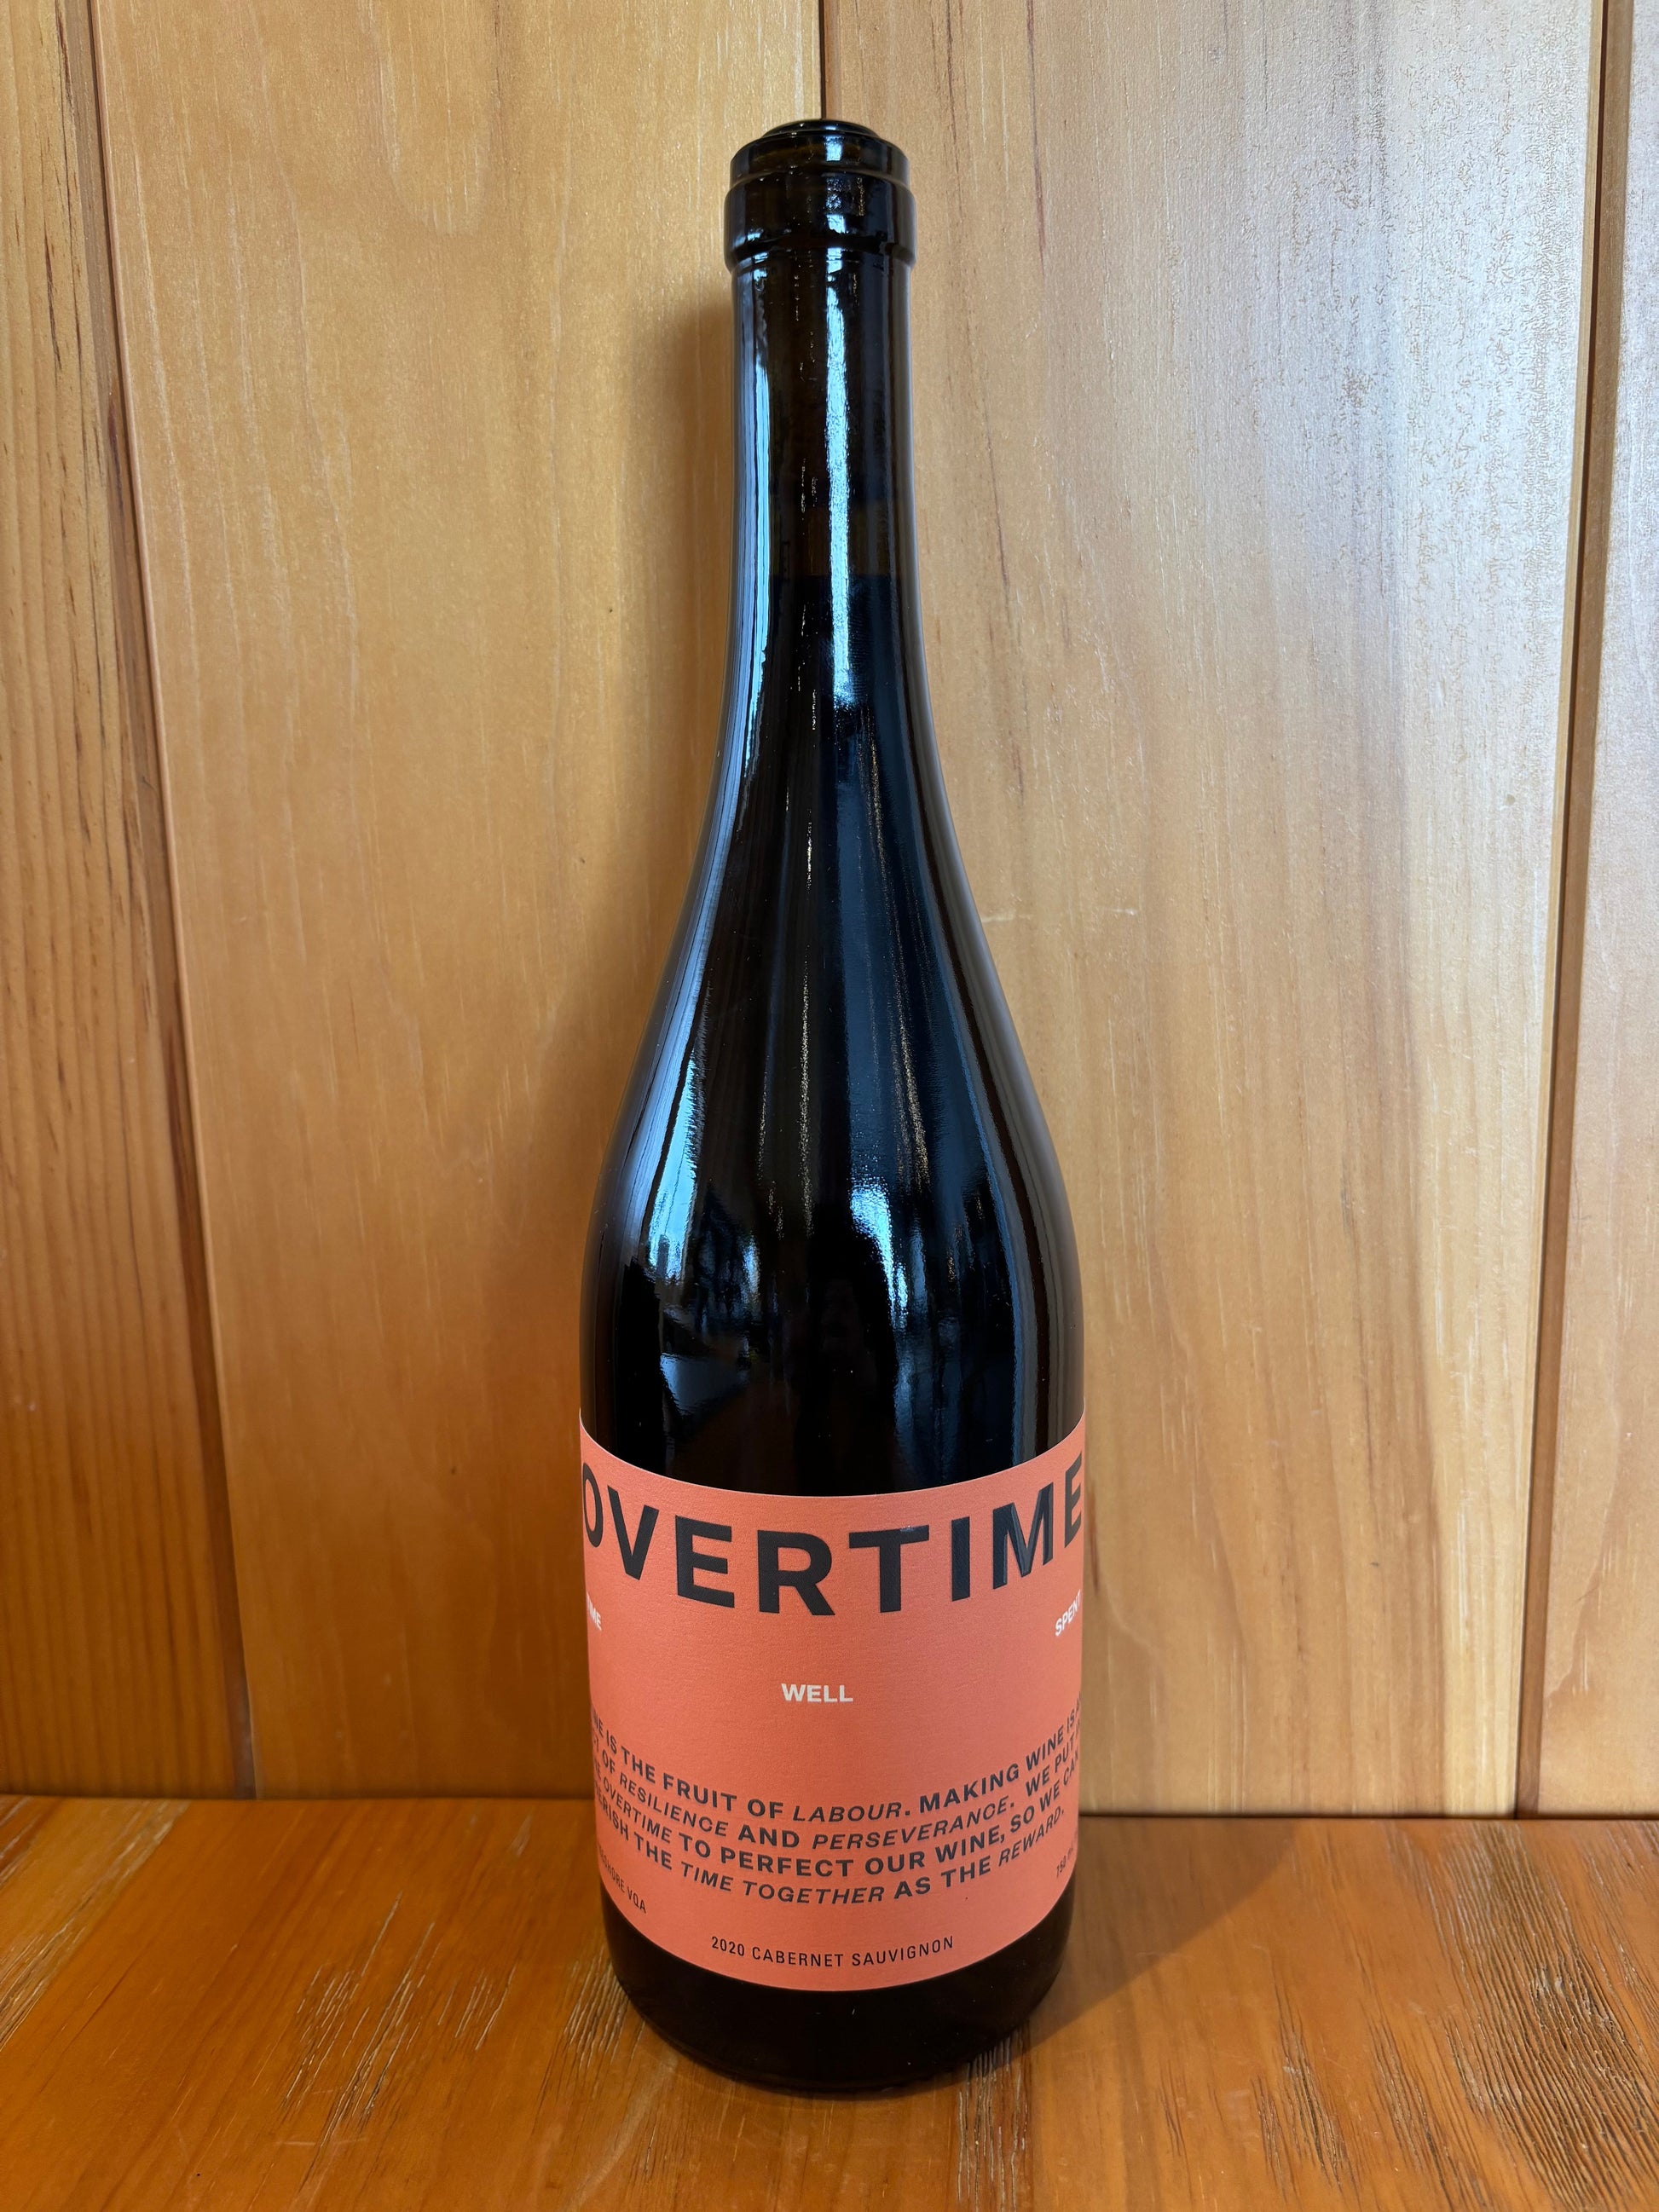 OVERTIME
SPENT
WELL
IS THE FRUIT OF LABOUR. MAKING WINE IS
OF RESILIENCE AND PERSEVERANCE. WE PUT
OVERTIME TO PERFECT OUR WINE, SO WE CAN
THE TIME TOGETHER AS THE REWARD.
VQA
2020 CABERNET SAUVIGNON